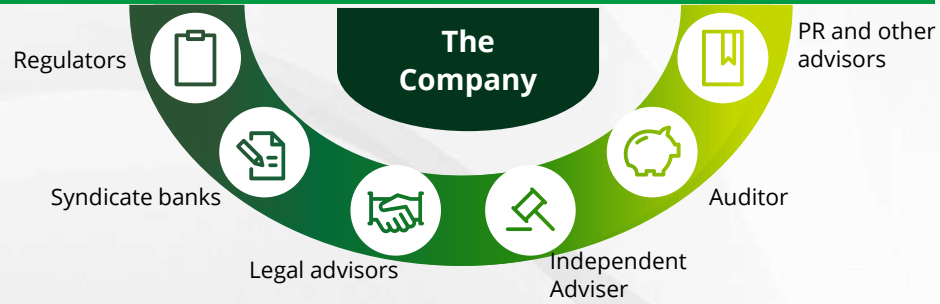 The
Company
Regulators
PR and other
advisors
Syndicate banks
Auditor
Legal advisors
Independent
Adviser